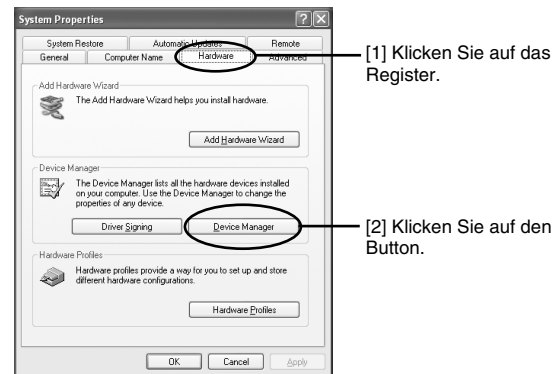 System Properties
System Restore Automatic Updates Remote
General Computer Name Hardware Advanced
[1] Klicken Sie auf das
Register.
Add Hardware Wizard
The Add Hardware Wizard helps you install hardware.
Add Hardware Wizard
Device Manager
The Device Manager lists all the hardware devices installed
on your computer. Use the Device Manager to change the
properties of any device.
Driver Signing Device Manager
[2] Klicken Sie auf den
Button.
Hardware Profiles
Hardware profiles provide a way for you to set up and store
different hardware configurations.
Hardware Profiles
OK Cancel Apply